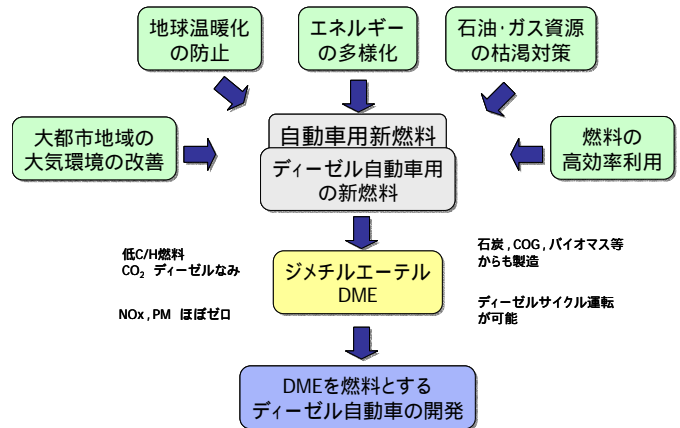 地球温暖化
の防止
エネルギー
の多様化
石油･ガス資源
の枯渇対策
大都市地域の
大気環境の改善
自動車用新燃料
ディーゼル自動車用
の新燃料
燃料の
高効率利用
低C/H燃料
CO₂ ディーゼルなみ
NOx , PM ほぼゼロ
ジメチルエーテル
DME
石炭 , COG , バイオマス等
からも製造
ディーゼルサイクル運転
が可能
DMEを燃料とする
ディーゼル自動車の開発